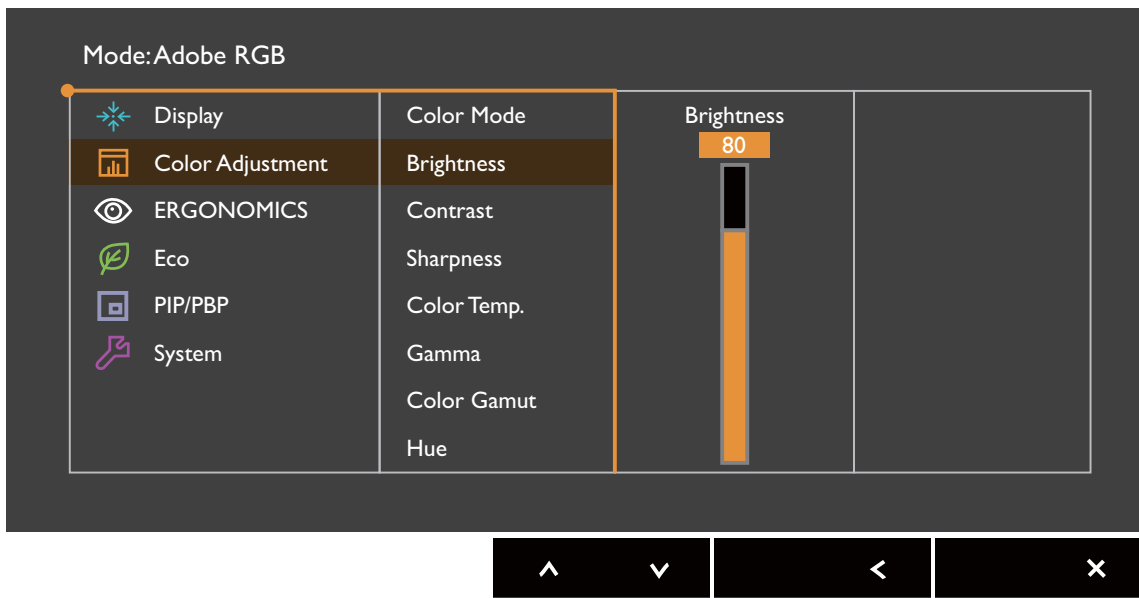 Mode: Adobe RGB
Display
Color Adjustment
ERGONOMICS
Eco
PIP/PBP
System
Color Mode
Brightness
Contrast
Sharpness
Color Temp.
Gamma
Color Gamut
Hue
Brightness
80